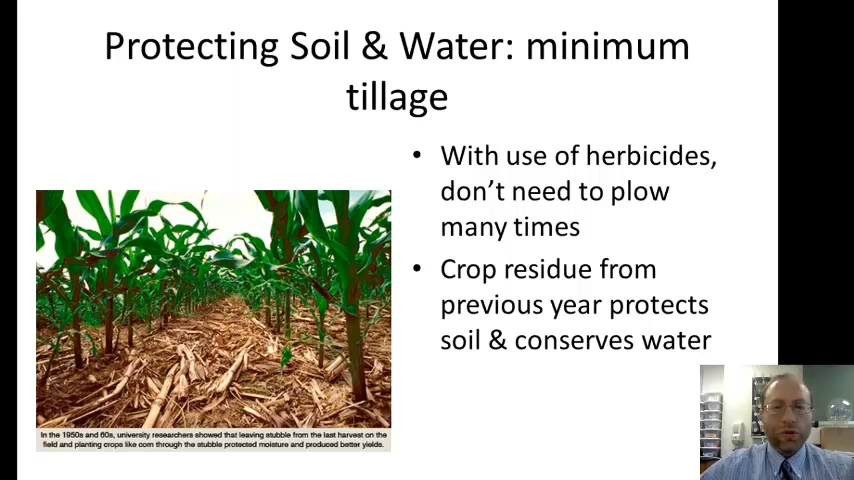 Protecting Soil & Water: minimum
tillage
• With use of herbicides,
don’t need to plow
many times
• Crop residue from
previous year protects
soil & conserves water
In the 1950s and 60s, university researchers showed that leaving stubble from the last harvest on the
field and planting crops like corn through the stubble protected moisture and produced better yields.